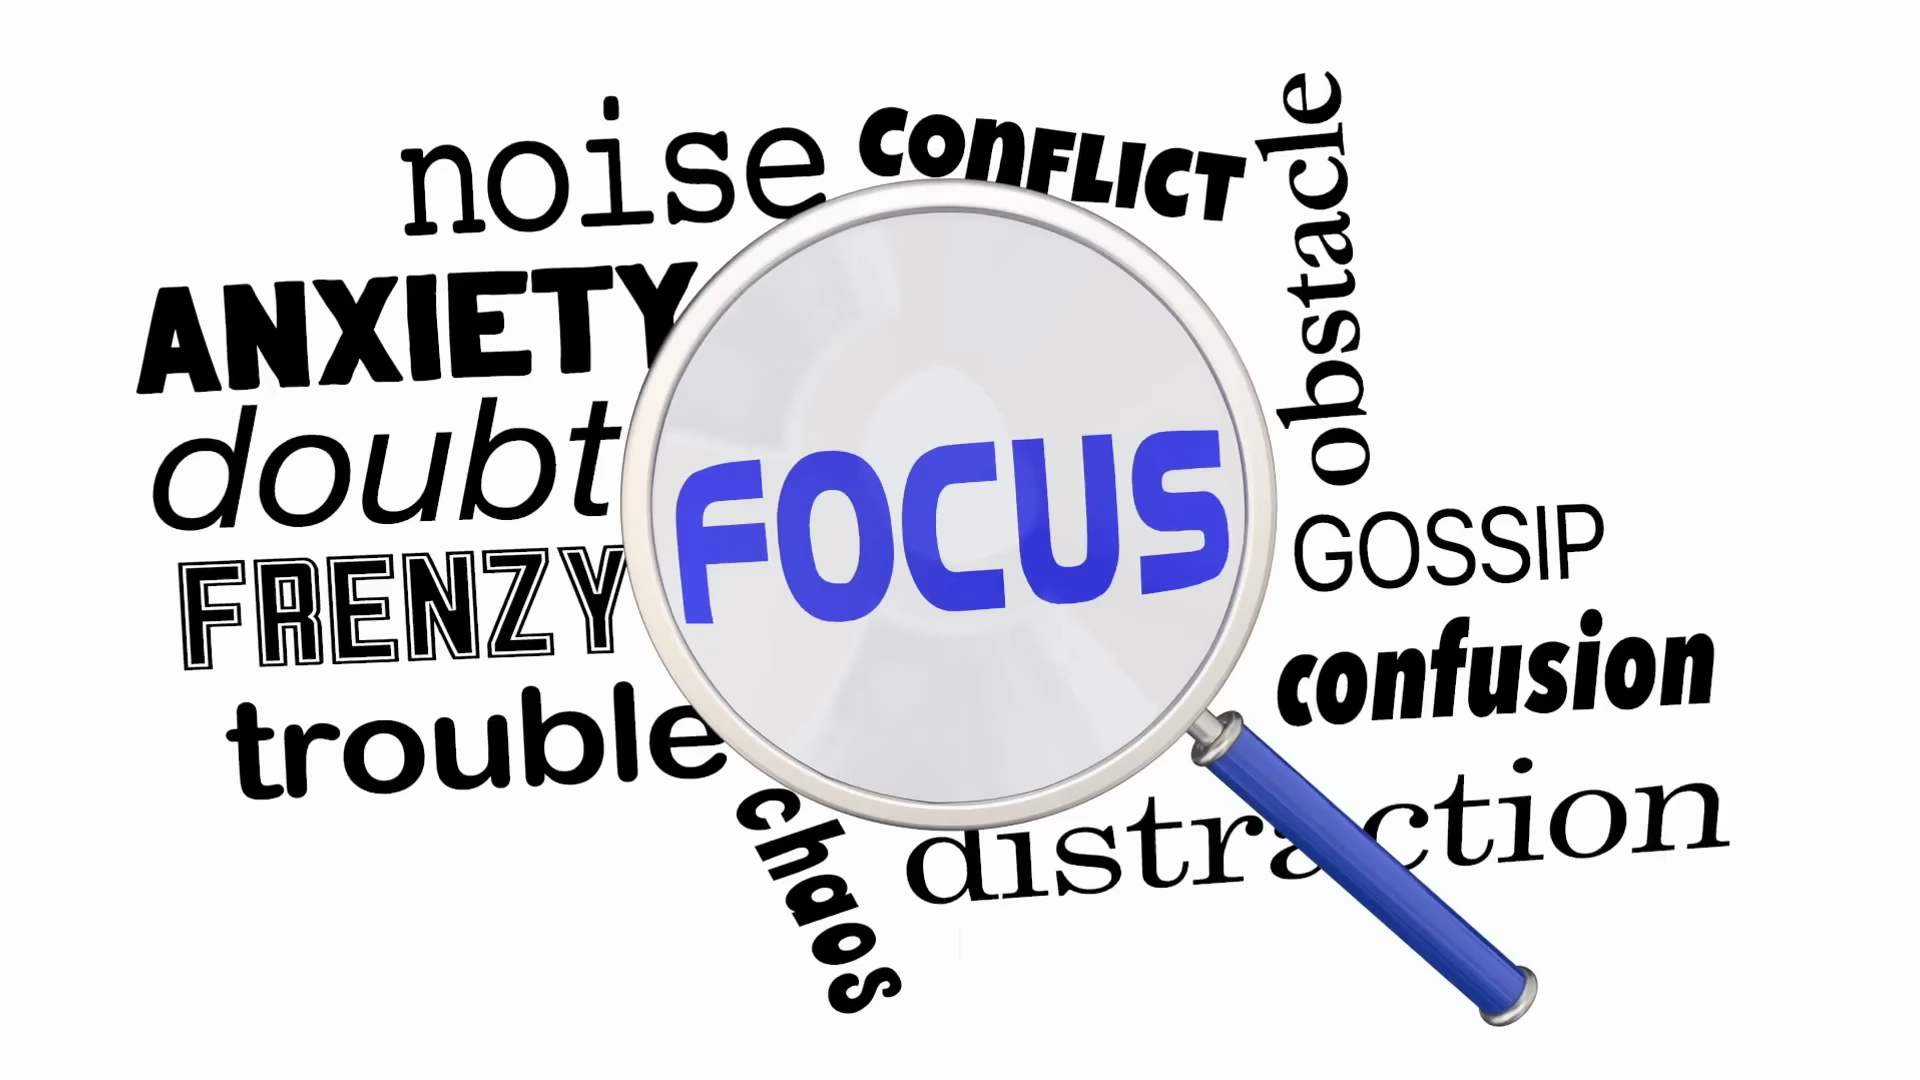 noise
CONFLICT
obstacle
ANXIETY
doubt
FOCUS
GOSSIP
FRENZY
confusion
trouble
distraction
chaos